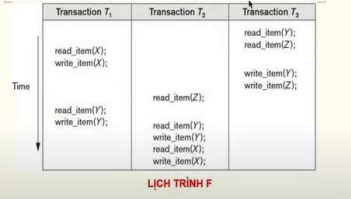 Transaction T₁ Transaction T₂ Transaction T₃
read_item(Y);
read_item(Z);
read_item(X);
write_item(X);
write_item(Y);
write_item(Z);
Time
read_item(Z);
read_item(Y);
write_item(Y);
read_item(Y);
write_item(Y);
read_item(X);
write_item(X);
LỊCH TRÌNH F